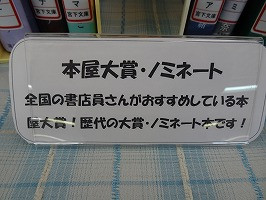 本屋大賞・ノミネート
全国の書店員さんがおすすめしている本
屋大賞！歴代の大賞・ノミネート本です！